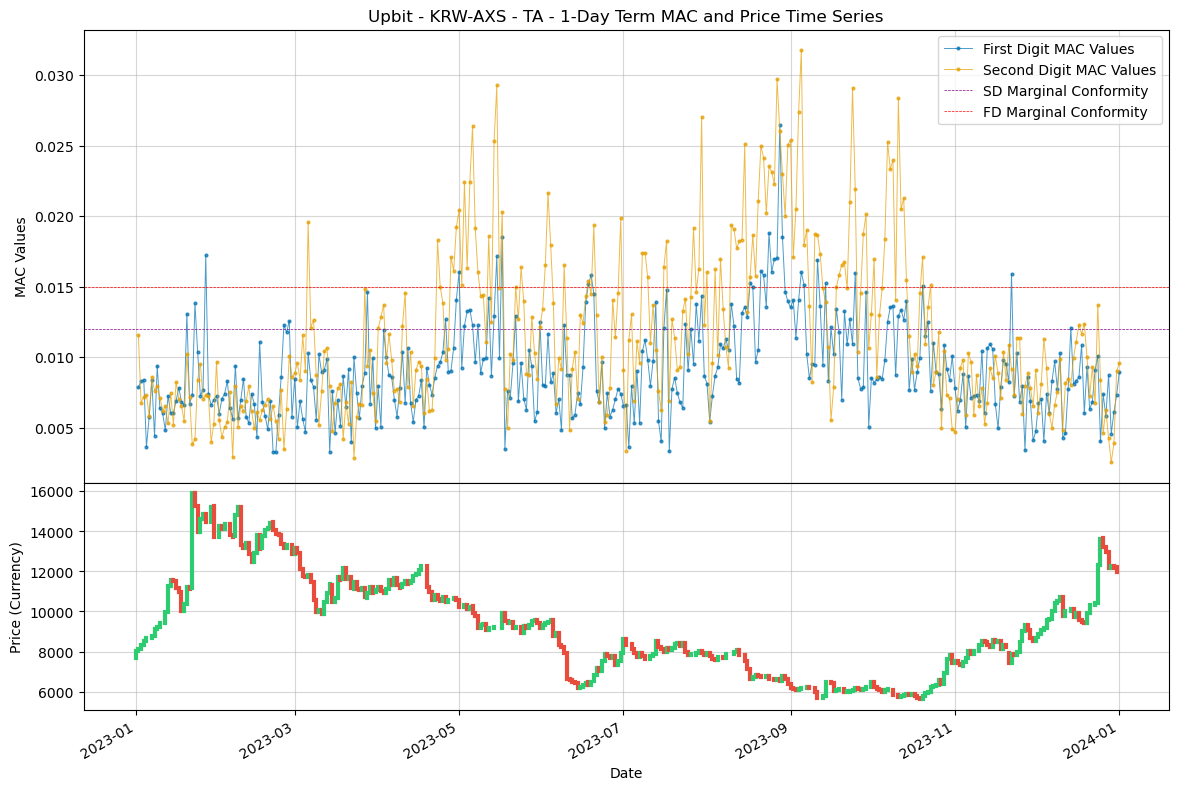 Upbit - KRW-AXS - TA - 1-Day Term MAC and Price Time Series
First Digit MAC Values
Second Digit MAC Values
SD Marginal Conformity
FD Marginal Conformity
MAC Values
0.030
0.025
0.020
0.015
0.010
0.005
Price (Currency)
16000
14000
12000
10000
8000
6000
2023-01
2023-03
2023-05
2023-07
2023-09
2023-11
2024-01
Date